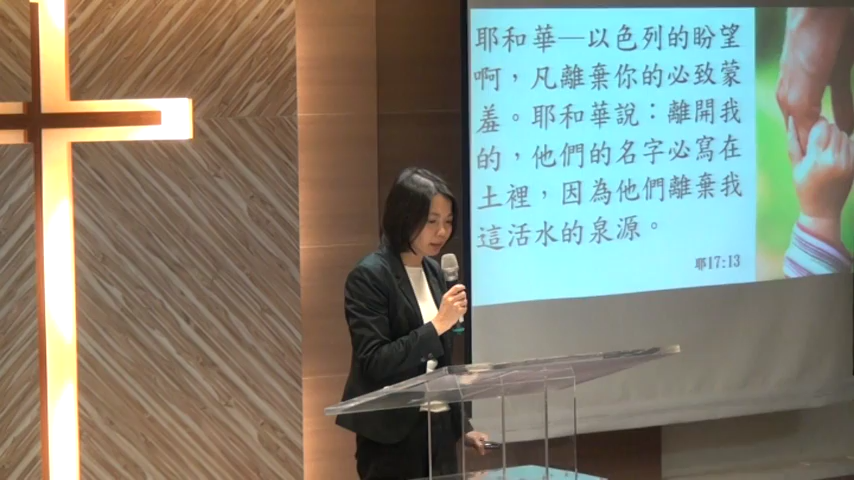 耶和華─以色列的盼望
啊，凡離棄你的必致蒙
羞。耶和華說：離開我
的，他們的名字必寫在
土裡，因為他們離棄我
這活水的泉源。
耶17:13